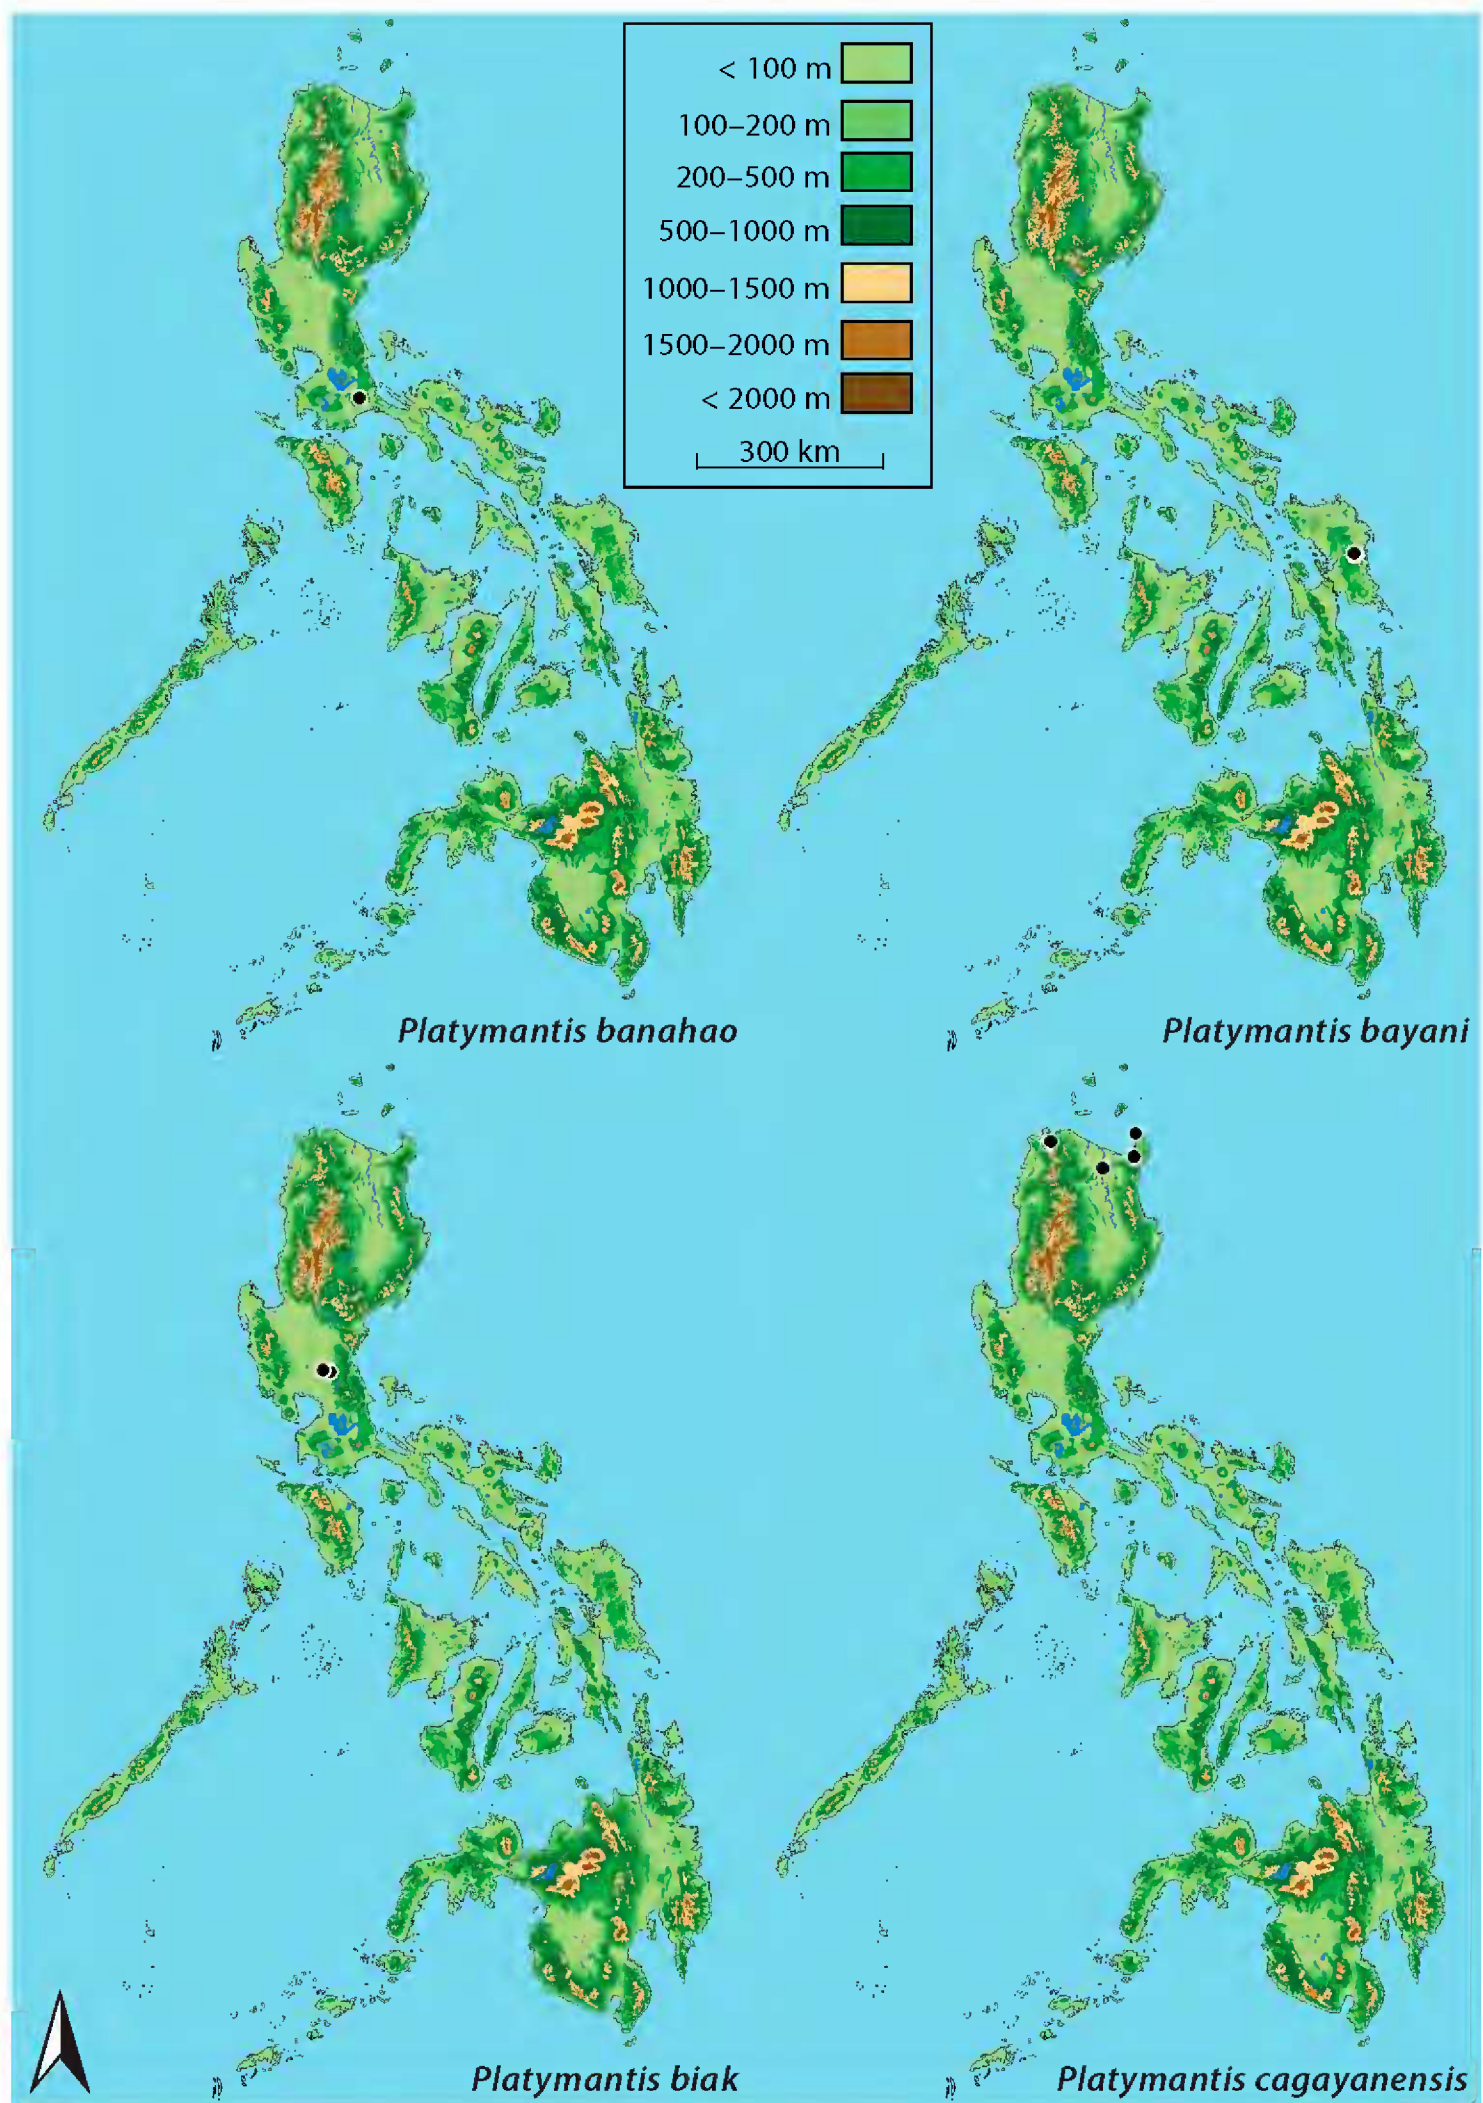 < 100 m
100–200 m
200–500 m
500–1000 m
1000–1500 m
1500–2000 m
< 2000 m
300 km
Platymantis banahao
Platymantis bayani
Platymantis biak
Platymantis cagayanensis